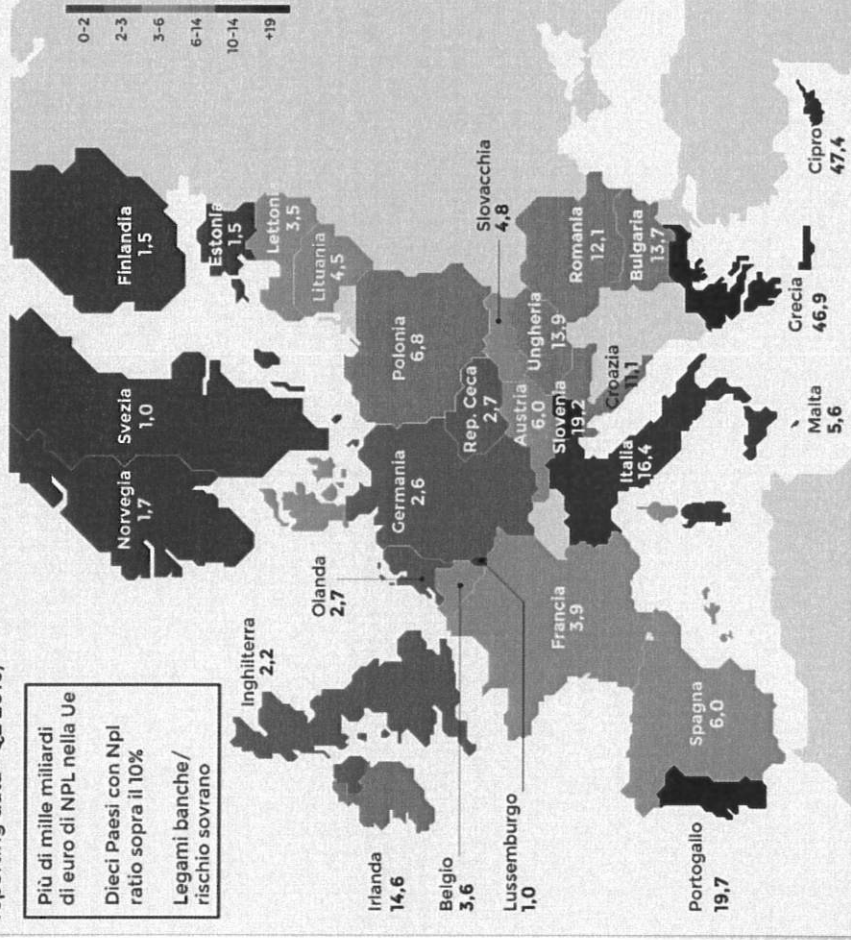 Più di mille miliardi
di euro di NPL nella Ue
Dieci Paesi con Npl
ratio sopra il 10%
Legami banche/
rischio sovrano
0-2
2-3
3-6
6-14
10-14
+19
Norvegia
1,7
Svezia
1,0
Finlandia
1,5
Estonia
1,5
Lettoni
3,5
Lituania
4,5
Inghilterra
2,2
Olanda
2,7
Irlanda
14,6
Belgio
3,6
Lussemburgo
1,0
Germania
2,6
Polonia
6,8
Rep. Ceca
2,7
Slovacchia
4,8
Austria
6,0
Ungheria
13,9
Slovenia
19,2
Croazia
11,1
Romania
12,1
Bulgaria
13,7
Francia
3,9
Italia
16,4
Spagna
6,0
Portogallo
19,7
Malta
5,6
Grecia
46,9
Cipro
47,4